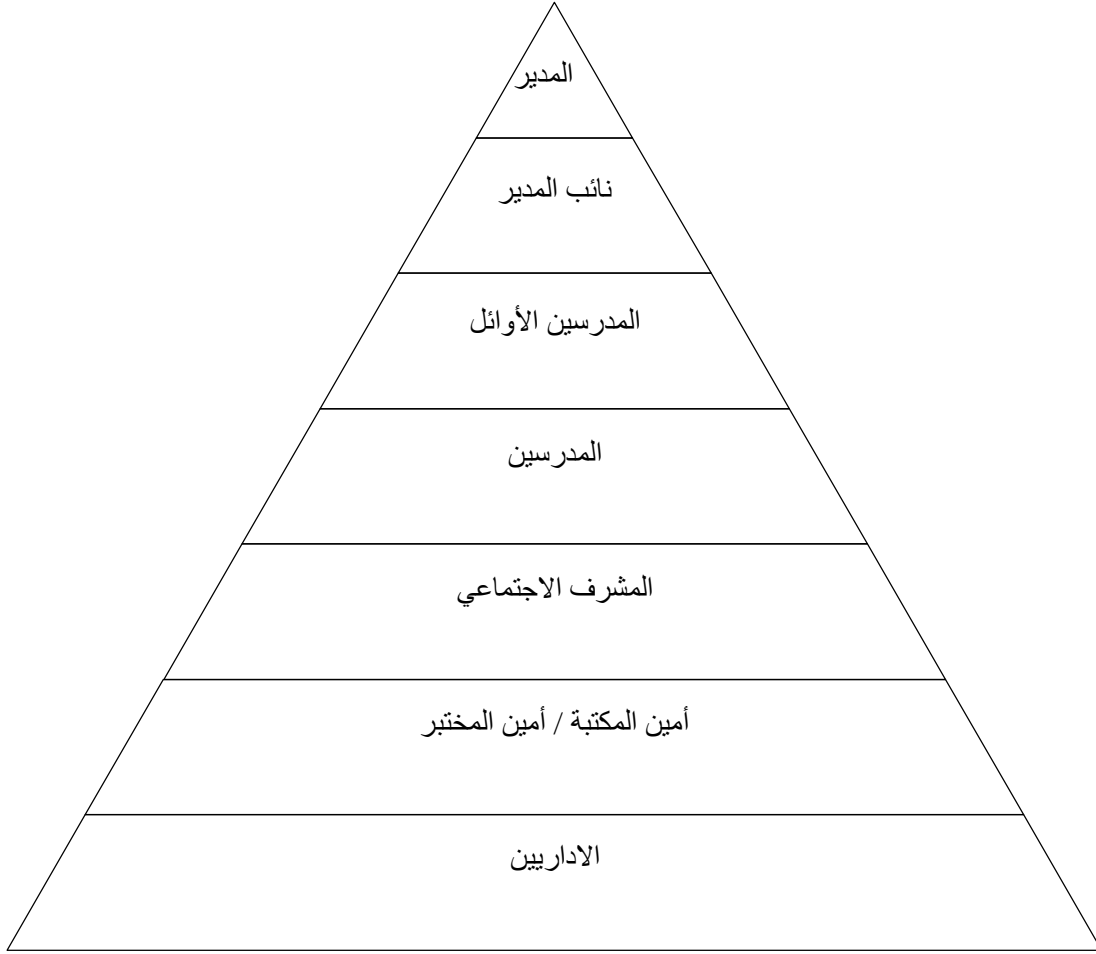 المدير
نائب المدير
المدرسين الأوائل
المدرسين
المشرف الاجتماعي
أمين المكتبة / أمين المختبر
الاداريين